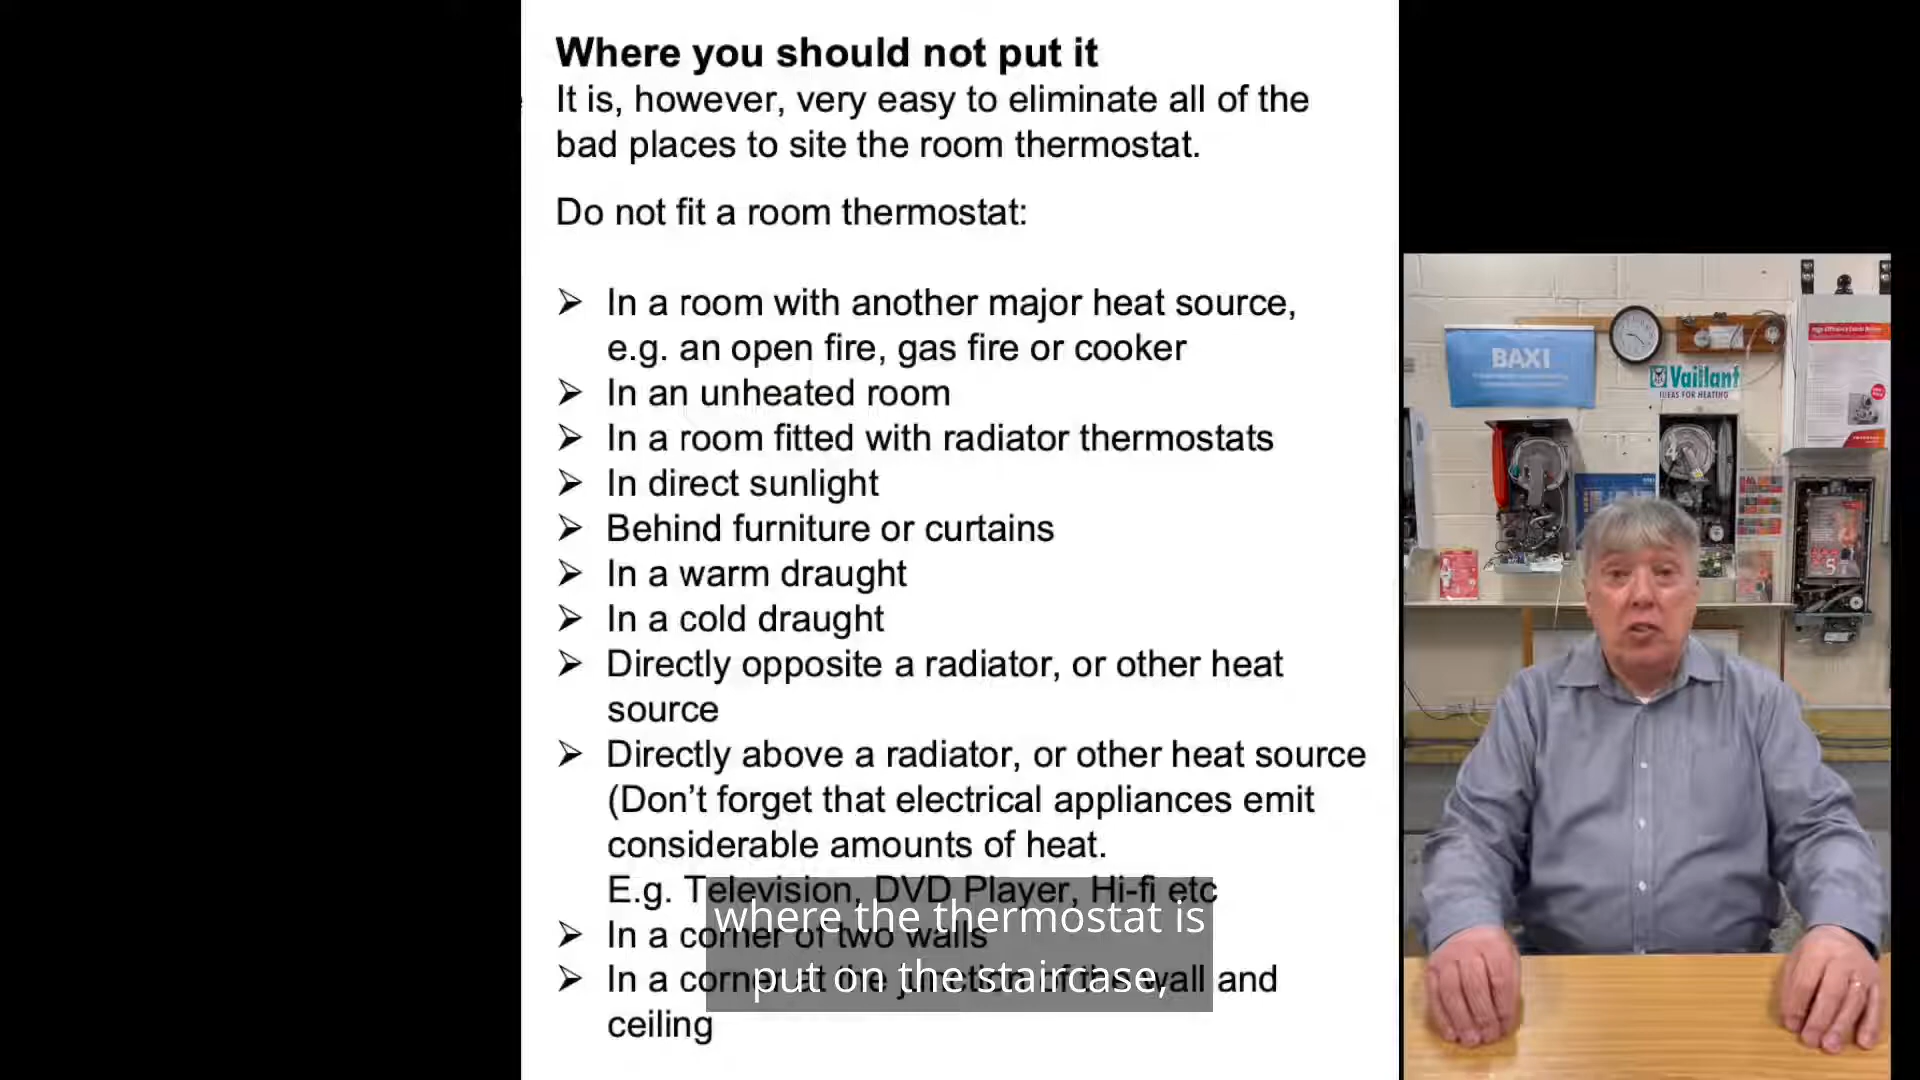 Where you should not put it
It is, however, very easy to eliminate all of the
bad places to site the room thermostat.
Do not fit a room thermostat:
➢ In a room with another major heat source,
e.g. an open fire, gas fire or cooker
➢ In an unheated room
➢ In a room fitted with radiator thermostats
➢ In direct sunlight
➢ Behind furniture or curtains
➢ In a warm draught
➢ In a cold draught
➢ Directly opposite a radiator, or other heat
source
➢ Directly above a radiator, or other heat source
(Don’t forget that electrical appliances emit
considerable amounts of heat.
E.g. Television, DVD Player, Hi-fi etc
➢ In a corner of two walls
➢ In a corner at the junction of the wall and
ceiling
where the thermostat is
put on the staircase,
BAXI
Vaillant
IDEAS FOR HEATING
4
5